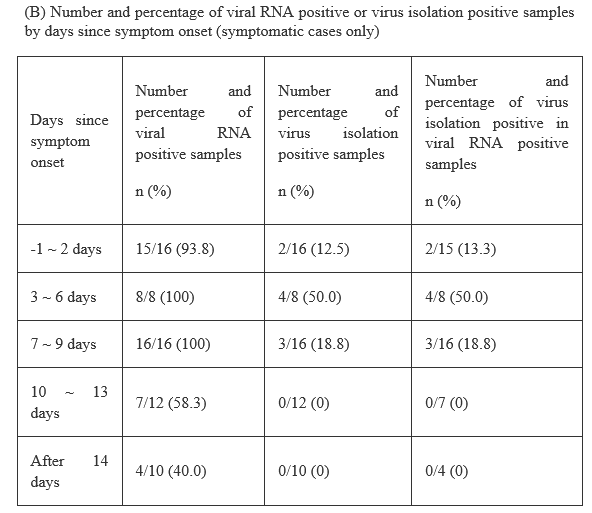 (B) Number and percentage of viral RNA positive or virus isolation positive samples
by days since symptom onset (symptomatic cases only)
Days since
symptom
onset
Number and
percentage of
viral RNA
positive samples
n (%)
Number and
percentage of
virus isolation
positive samples
n (%)
Number and
percentage of virus
isolation positive in
viral RNA positive
samples
n (%)
-1 ~ 2 days
15/16 (93.8)
2/16 (12.5)
2/15 (13.3)
3 ~ 6 days
8/8 (100)
4/8 (50.0)
4/8 (50.0)
7 ~ 9 days
16/16 (100)
3/16 (18.8)
3/16 (18.8)
10 ~ 13
days
7/12 (58.3)
0/12 (0)
0/7 (0)
After 14
days
4/10 (40.0)
0/10 (0)
0/4 (0)